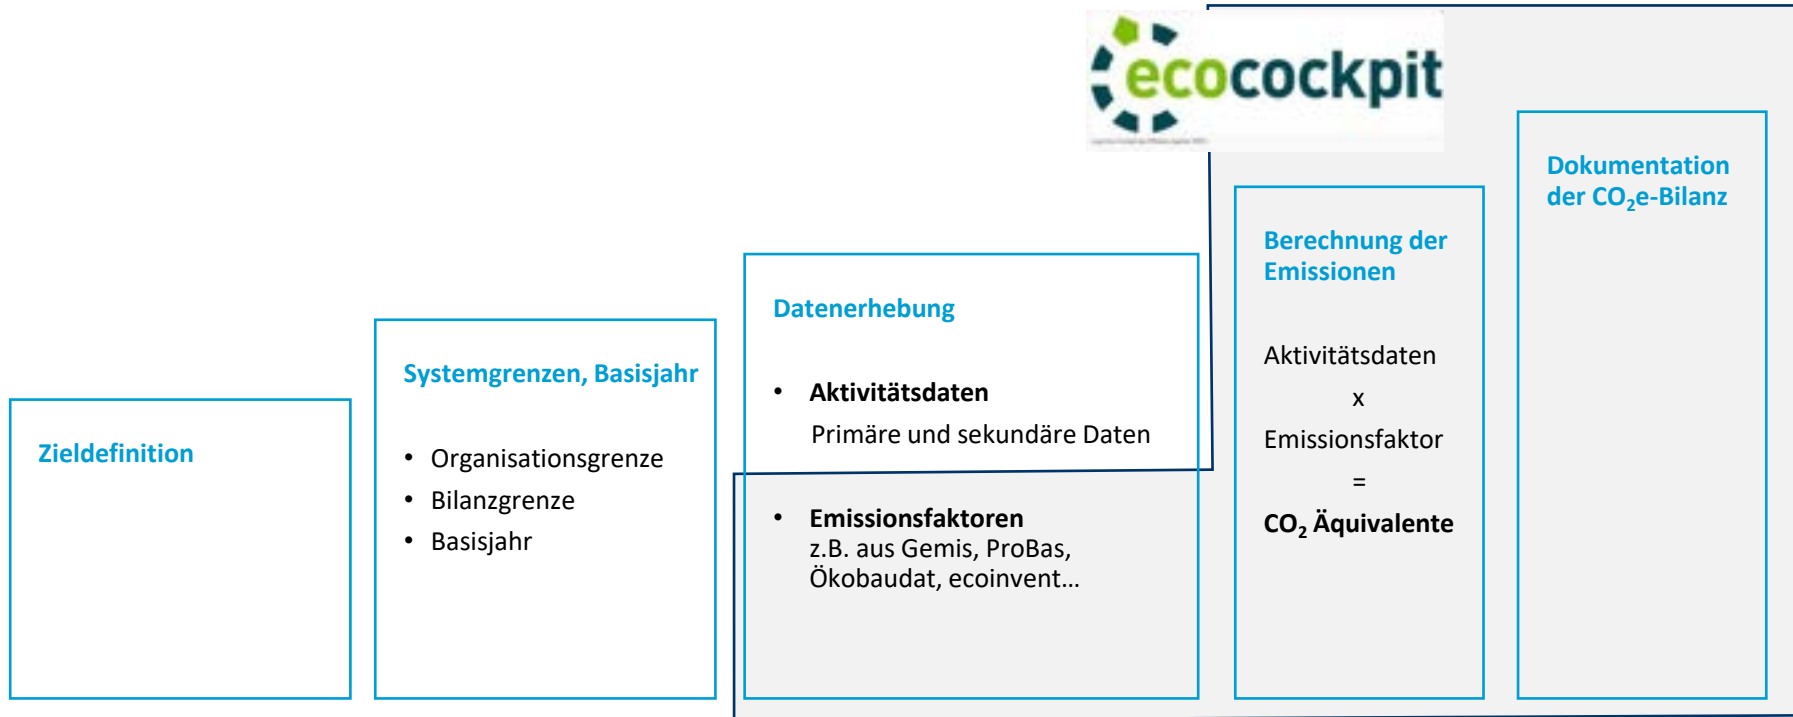 ecocockpit
Zieldefinition
Systemgrenzen, Basisjahr
• Organisationsgrenze
• Bilanzgrenze
• Basisjahr
Datenerhebung
• Aktivitätsdaten
Primäre und sekundäre Daten
• Emissionsfaktoren
z.B. aus Gemis, ProBas,
Ökobaudat, ecoinvent...
Berechnung der
Emissionen
Aktivitätsdaten
x
Emissionsfaktor
=
CO₂ Äquivalente
Dokumentation
der CO₂e-Bilanz